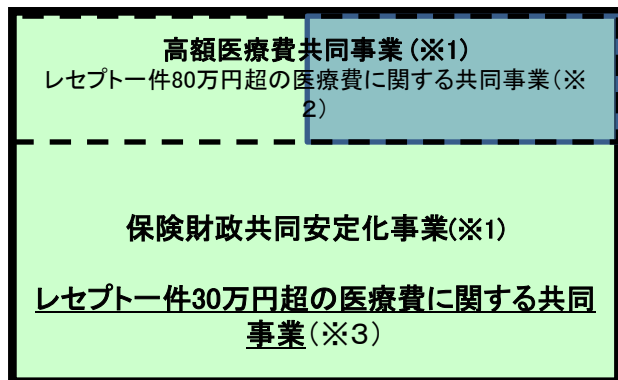 高額医療費共同事業(※1)
レセプト一件80万円超の医療費に関する共同事業(※
2)
保険財政共同安定化事業(※1)
レセプト一件30万円超の医療費に関する共同
事業(※3)